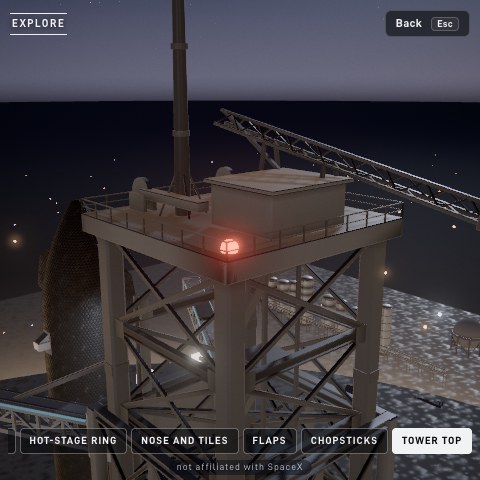 EXPLORE
Back Esc
HOT-STAGE RING NOSE AND TILES FLAPS CHOPSTICKS TOWER TOP
not affiliated with SpaceX